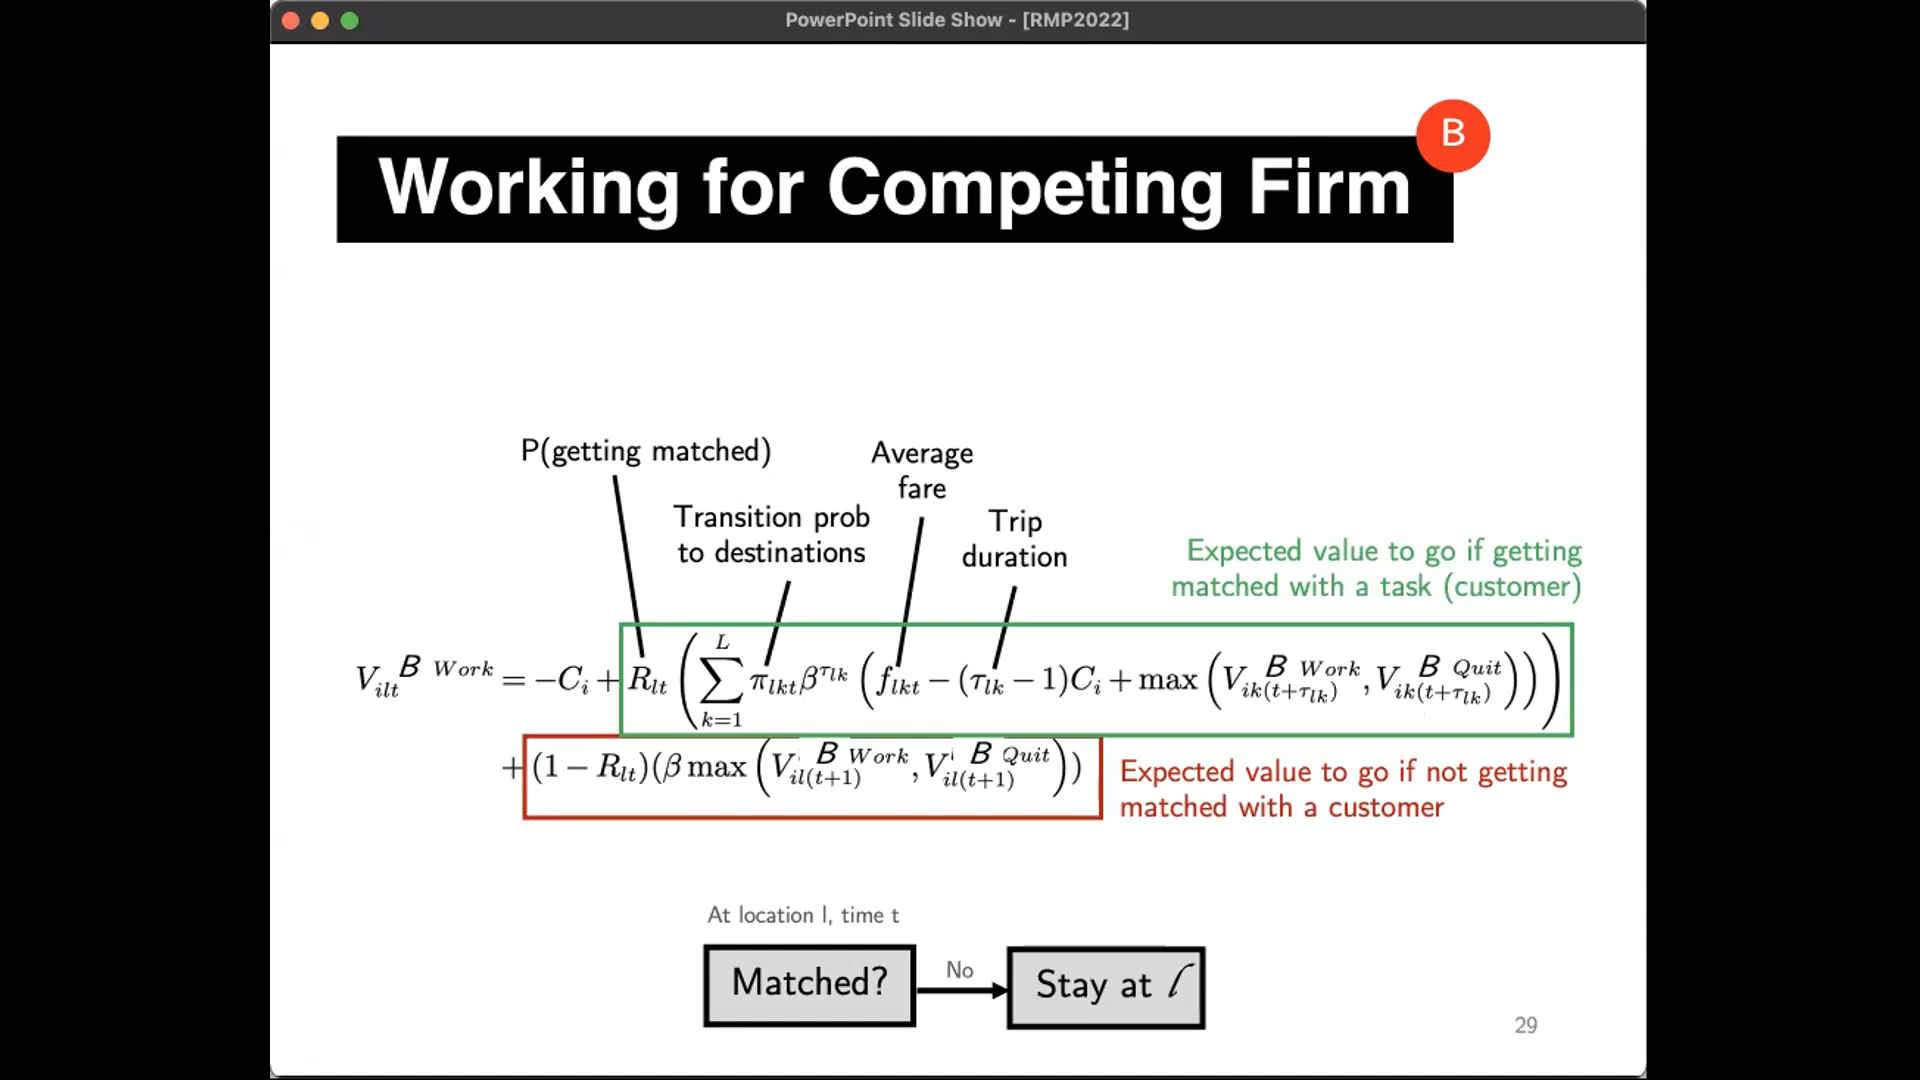 PowerPoint Slide Show - [RMP2022]
B
Working for Competing Firm
P(getting matched)
Average
fare
Transition prob
to destinations
Trip
duration
Expected value to go if getting
matched with a task (customer)
V_{ilt}^{B Work} = −C_i + R_{lt} ( ∑_{k=1}^{L} π_{lkt} β^{τ_{lk}} ( f_{lkt} − (τ_{lk} − 1)C_i + max ( V_{ik(t+τ_{lk})}^{B Work}, V_{ik(t+τ_{lk})}^{B Quit} ) ) )
+ (1 − R_{lt})(β max ( V_{il(t+1)}^{B Work}, V_{il(t+1)}^{B Quit} ))
Expected value to go if not getting
matched with a customer
At location l, time t
Matched?
No
Stay at l
29